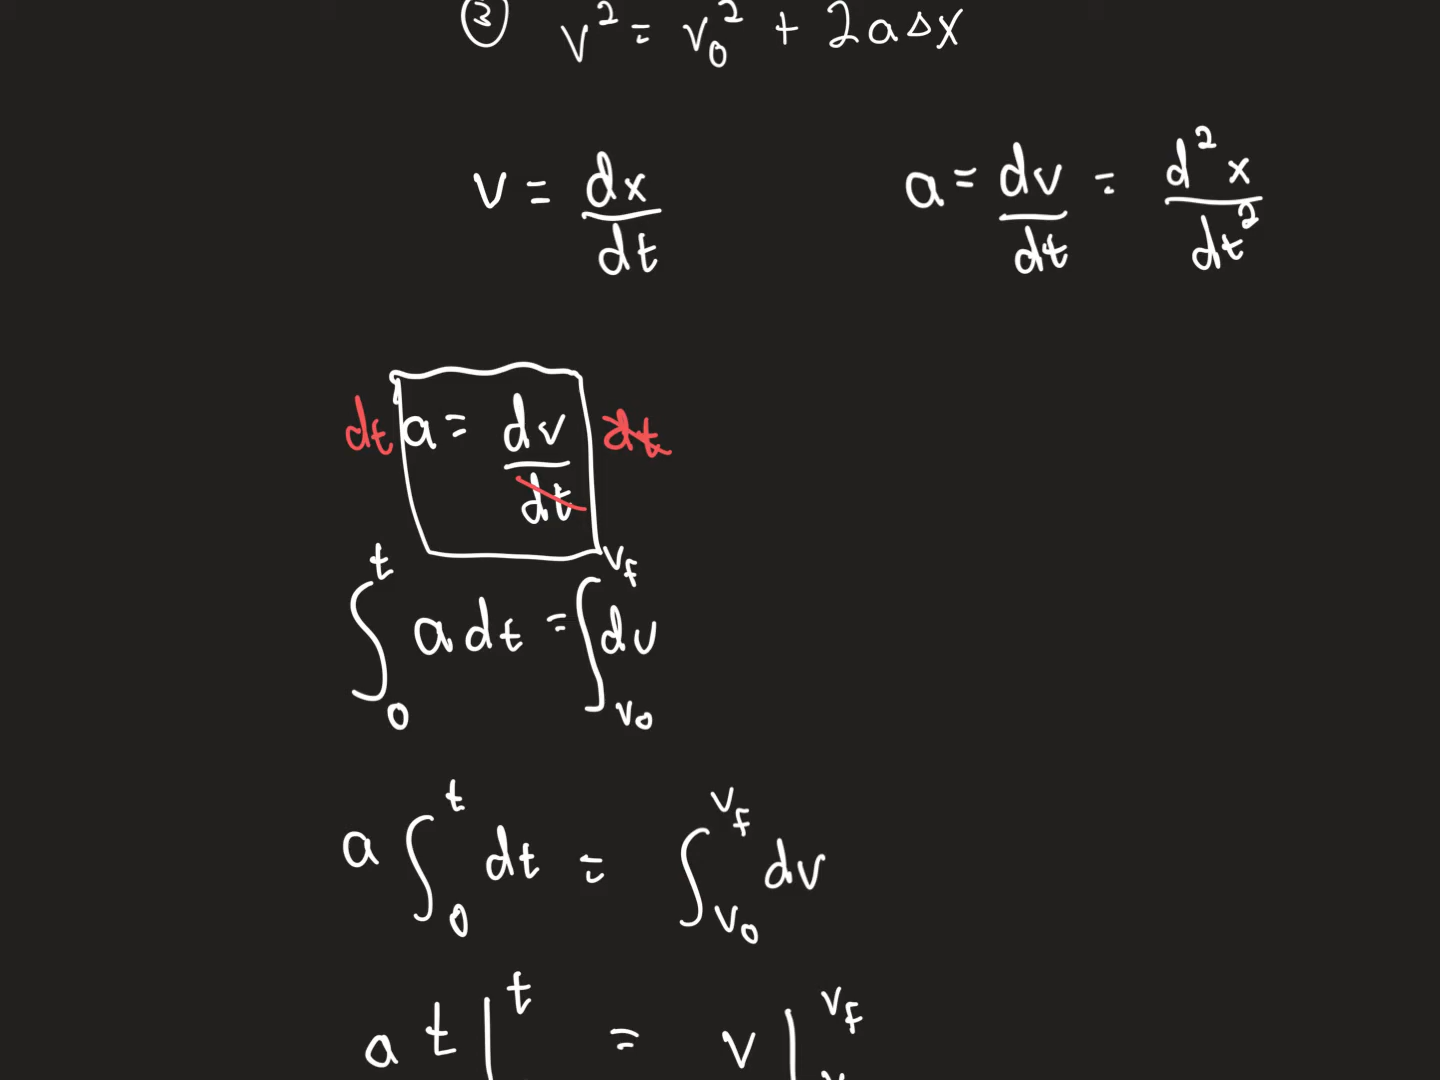 ③ v² = v₀² + 2aΔx
v = dx/dt a = dv/dt = d²x/dt²
dt a = dv/dt dt
∫₀ᵗ a dt = ∫_{v₀}^{v_f} dv
a ∫₀ᵗ dt = ∫_{v₀}^{v_f} dv
a t |ᵗ = v |^{v_f}